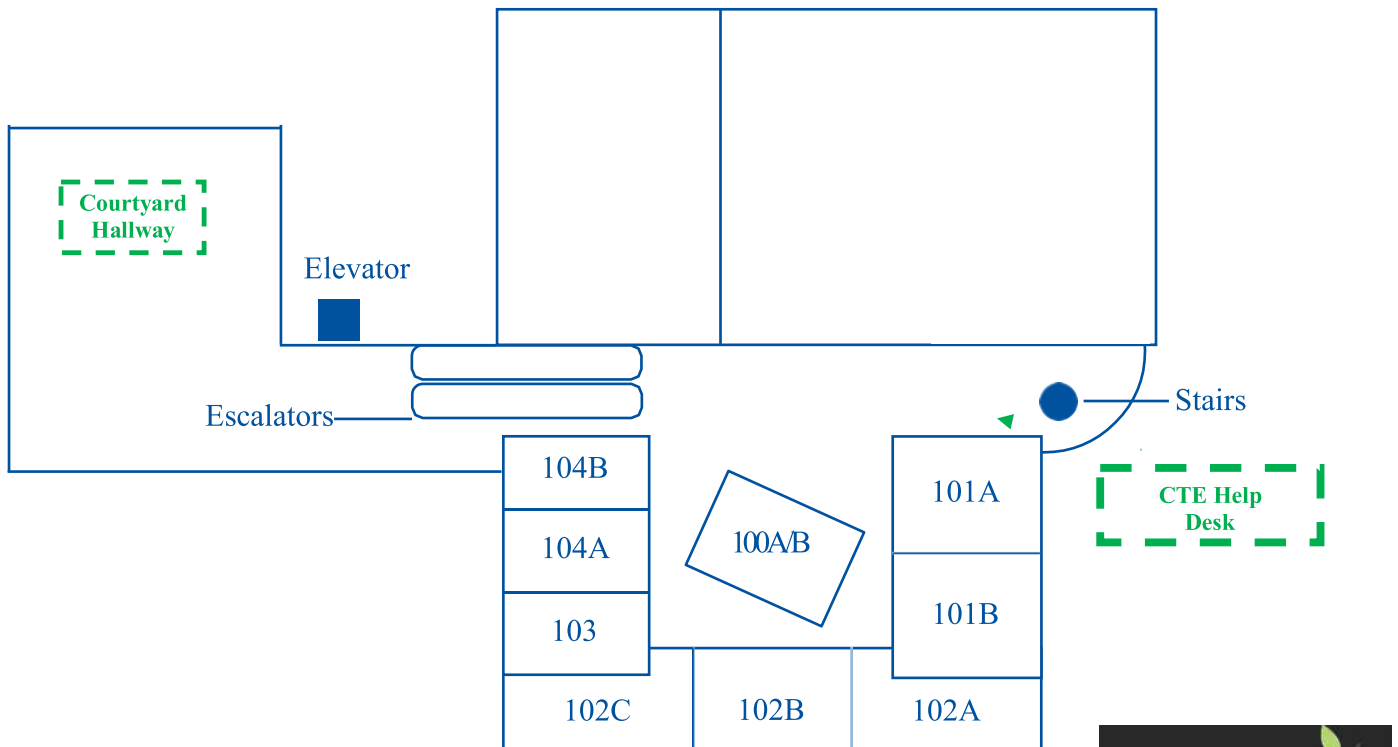 Courtyard
Hallway
Elevator
Escalators
Stairs
104B
101A
CTE Help
Desk
104A
100A/B
101B
103
102C
102B
102A